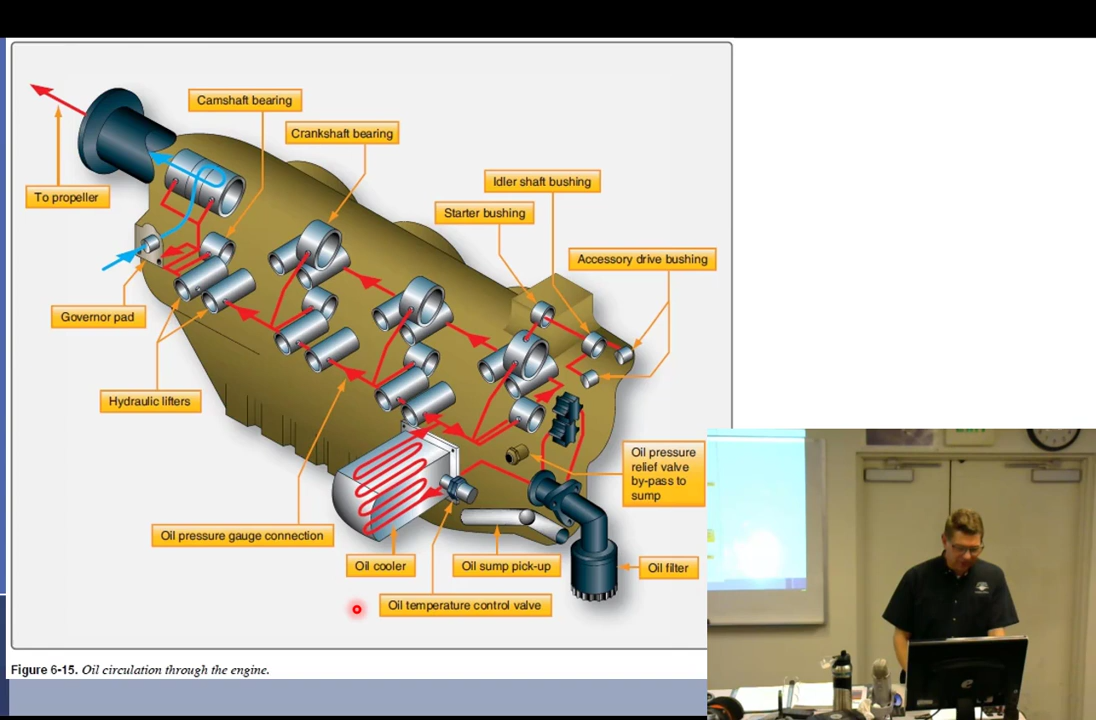 Camshaft bearing
Crankshaft bearing
Idler shaft bushing
To propeller
Starter bushing
Accessory drive bushing
Governor pad
Hydraulic lifters
Oil pressure
relief valve
by-pass to
sump
Oil pressure gauge connection
Oil cooler
Oil sump pick-up
Oil filter
Oil temperature control valve
Figure 6-15. Oil circulation through the engine.